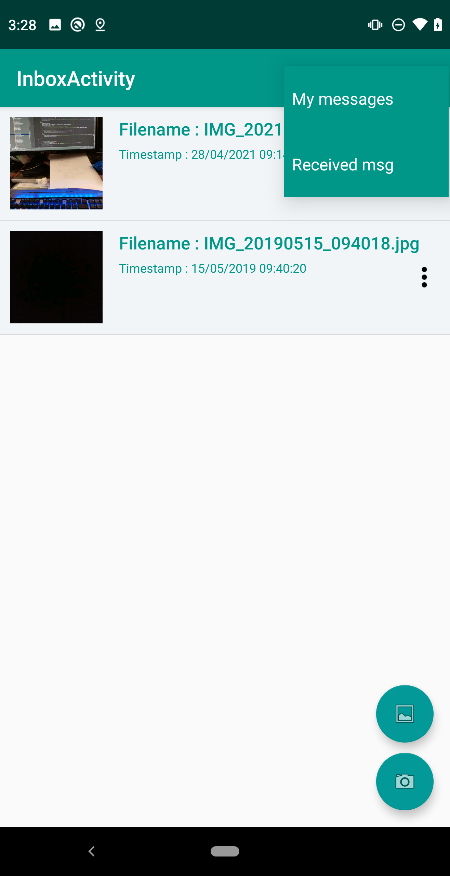 3:28
InboxActivity
My messages
Received msg
Filename : IMG_2021
Timestamp : 28/04/2021 09:1
Filename : IMG_20190515_094018.jpg
Timestamp : 15/05/2019 09:40:20